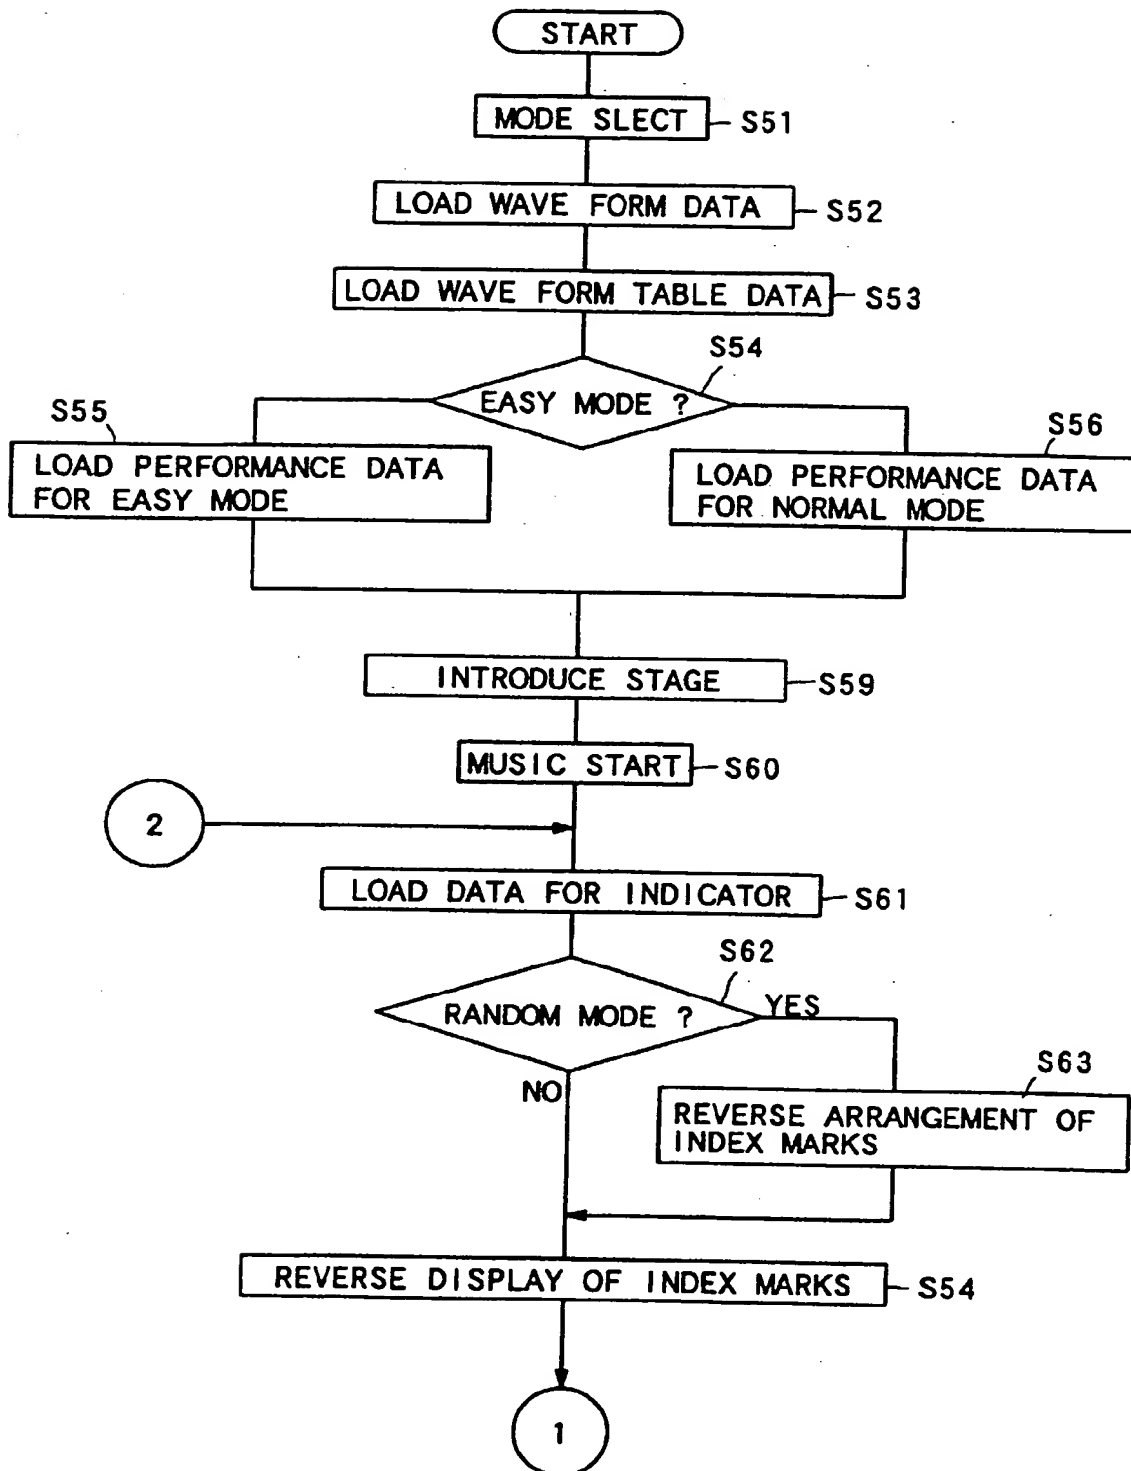 START
MODE SLECT
S51
LOAD WAVE FORM DATA
S52
LOAD WAVE FORM TABLE DATA
S53
S54
EASY MODE ?
S55
LOAD PERFORMANCE DATA
FOR EASY MODE
S56
LOAD PERFORMANCE DATA
FOR NORMAL MODE
INTRODUCE STAGE
S59
MUSIC START
S60
2
LOAD DATA FOR INDICATOR
S61
S62
RANDOM MODE ?
YES
NO
S63
REVERSE ARRANGEMENT OF
INDEX MARKS
REVERSE DISPLAY OF INDEX MARKS
S54
1